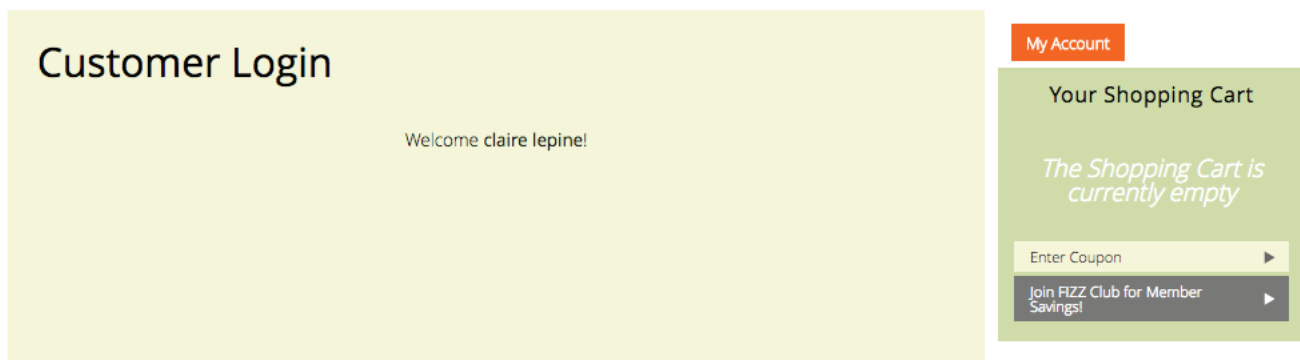 Customer Login
Welcome claire lepine!
My Account
Your Shopping Cart
The Shopping Cart is
currently empty
Enter Coupon
Join FIZZ Club for Member
Savings!